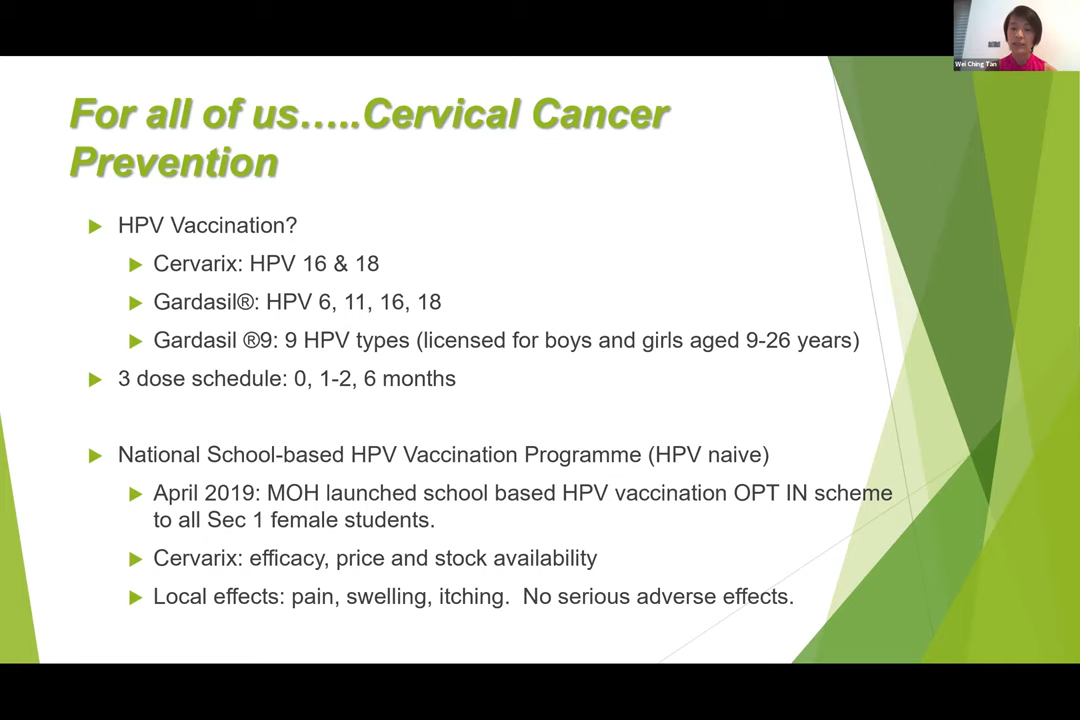 Wei Ching Tan
For all of us…..Cervical Cancer
Prevention
HPV Vaccination?
Cervarix: HPV 16 & 18
Gardasil®: HPV 6, 11, 16, 18
Gardasil ®9: 9 HPV types (licensed for boys and girls aged 9-26 years)
3 dose schedule: 0, 1-2, 6 months
National School-based HPV Vaccination Programme (HPV naive)
April 2019: MOH launched school based HPV vaccination OPT IN scheme
to all Sec 1 female students.
Cervarix: efficacy, price and stock availability
Local effects: pain, swelling, itching.  No serious adverse effects.